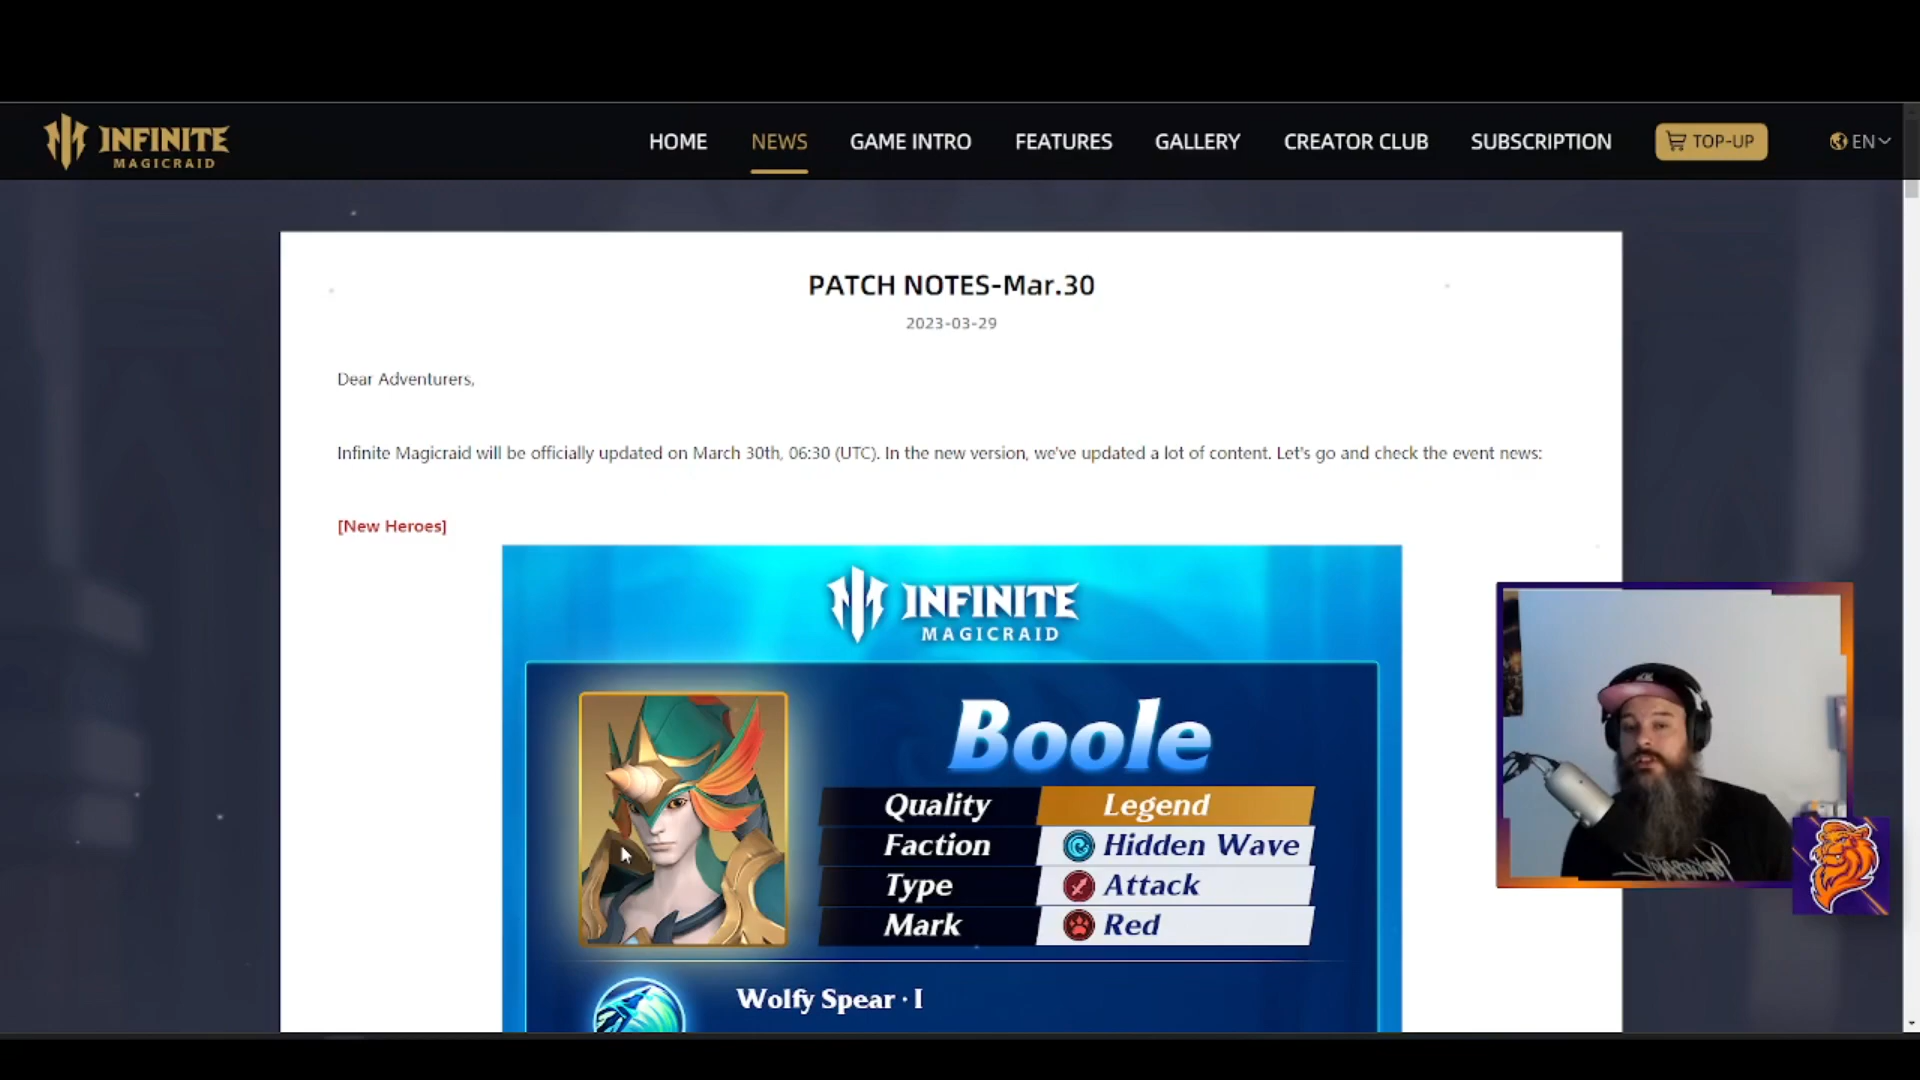 INFINITE
MAGICRAID
HOME
NEWS
GAME INTRO
FEATURES
GALLERY
CREATOR CLUB
SUBSCRIPTION
TOP-UP
EN
PATCH NOTES-Mar.30
2023-03-29
Dear Adventurers,
Infinite Magicraid will be officially updated on March 30th, 06:30 (UTC). In the new version, we've updated a lot of content. Let's go and check the event news:
[New Heroes]
INFINITE
MAGICRAID
Boole
Quality Legend
Faction Hidden Wave
Type Attack
Mark Red
Wolfy Spear · I